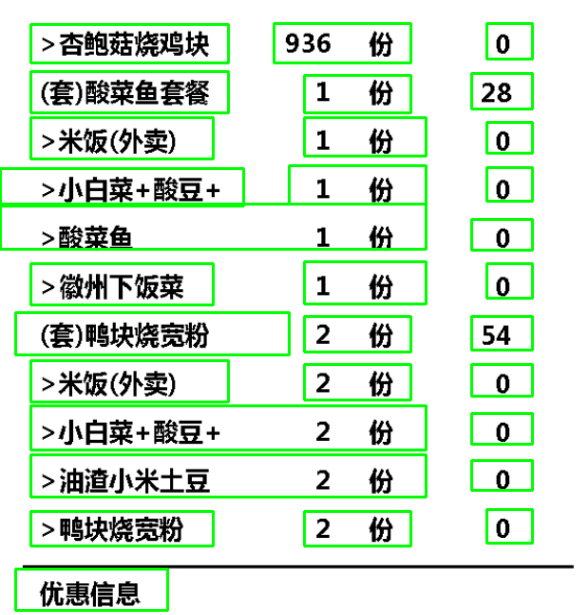 >杏鲍菇烧鸡块 936 份 0
(套)酸菜鱼套餐 1 份 28
>米饭(外卖) 1 份 0
>小白菜+酸豆+ 1 份 0
>酸菜鱼 1 份 0
>徽州下饭菜 1 份 0
(套)鸭块烧宽粉 2 份 54
>米饭(外卖) 2 份 0
>小白菜+酸豆+ 2 份 0
>油渣小米土豆 2 份 0
>鸭块烧宽粉 2 份 0
优惠信息